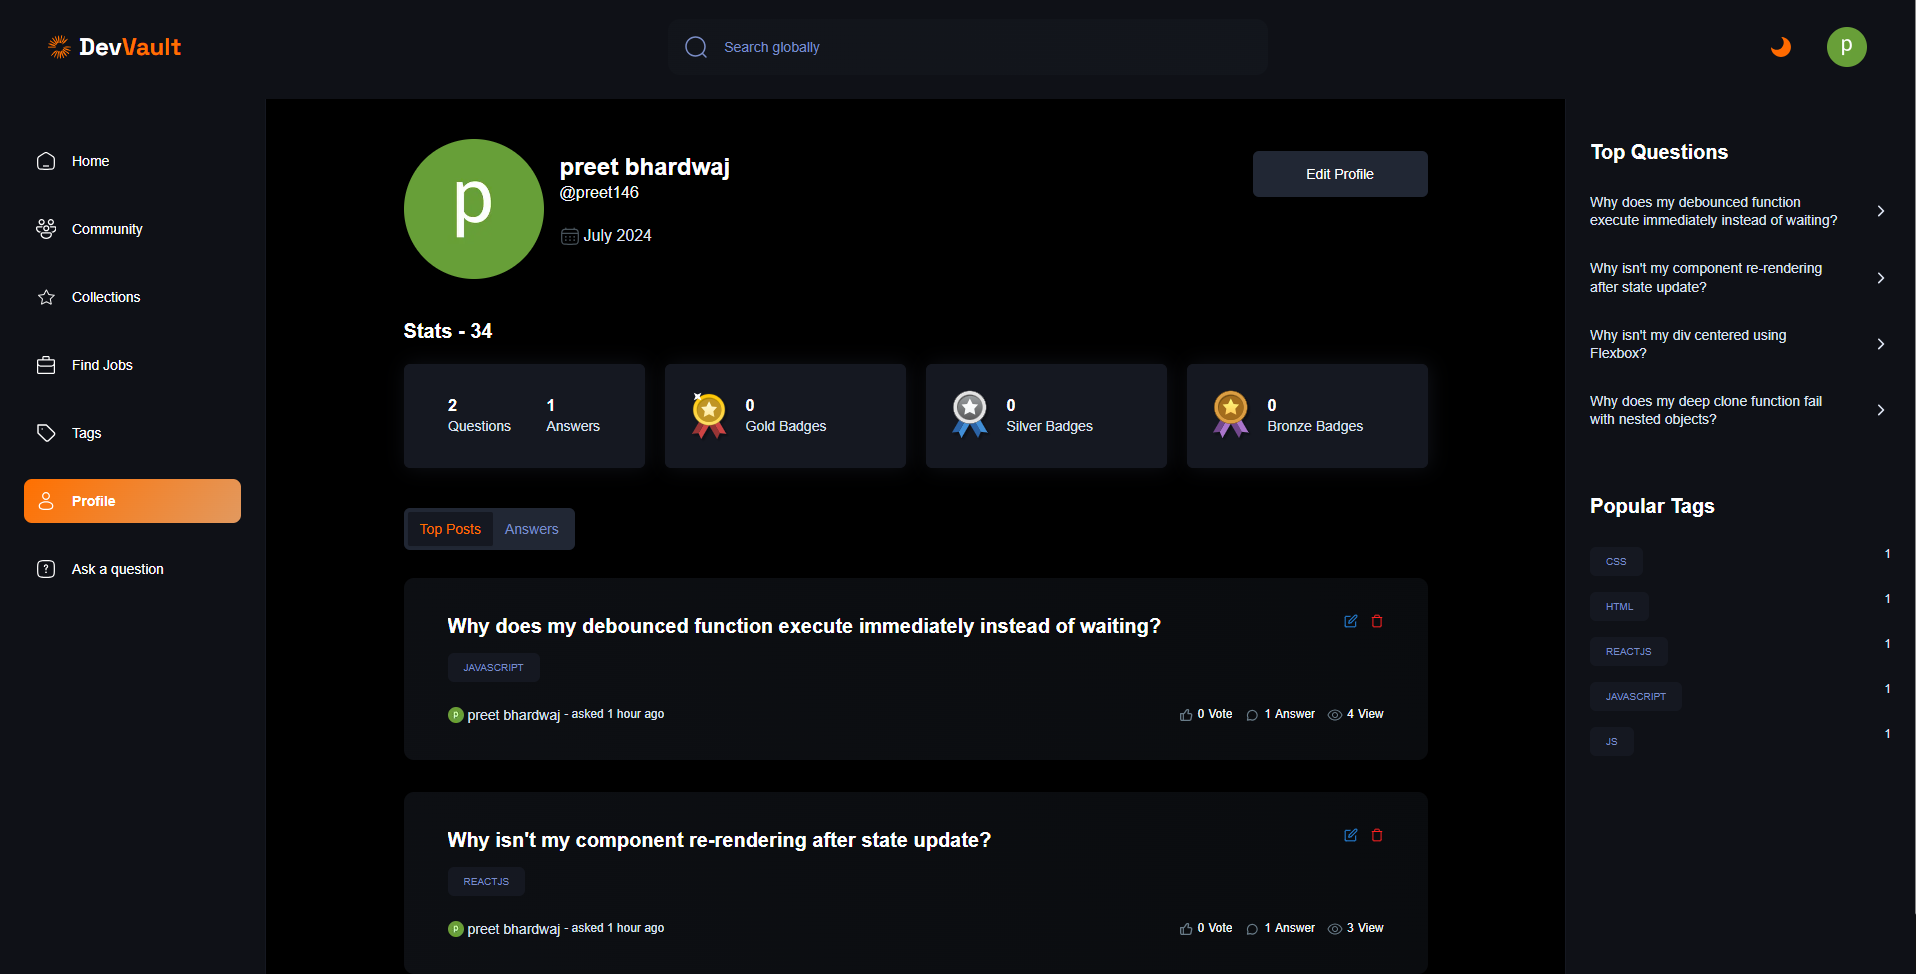 DevVault
Search globally
p
Home
Community
Collections
Find Jobs
Tags
Profile
Ask a question
p
preet bhardwaj
@preet146
July 2024
Edit Profile
Stats - 34
2
Questions
1
Answers
0
Gold Badges
0
Silver Badges
0
Bronze Badges
Top Posts
Answers
Why does my debounced function execute immediately instead of waiting?
JAVASCRIPT
p preet bhardwaj - asked 1 hour ago
0 Vote 1 Answer 4 View
Why isn't my component re-rendering after state update?
REACTJS
p preet bhardwaj - asked 1 hour ago
0 Vote 1 Answer 3 View
Top Questions
Why does my debounced function
execute immediately instead of waiting?
Why isn't my component re-rendering
after state update?
Why isn't my div centered using
Flexbox?
Why does my deep clone function fail
with nested objects?
Popular Tags
CSS 1
HTML 1
REACTJS 1
JAVASCRIPT 1
JS 1